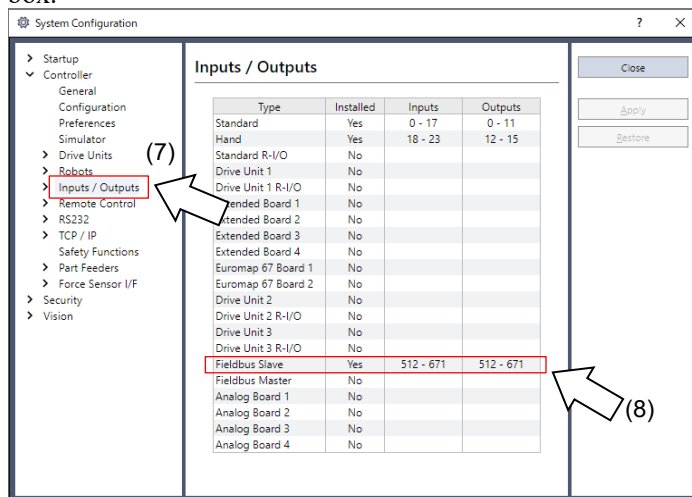 System Configuration ? ×
Startup
Controller
General
Configuration
Preferences
Simulator
Drive Units
Robots
Inputs / Outputs
Remote Control
RS232
TCP / IP
Safety Functions
Part Feeders
Force Sensor I/F
Security
Vision
(7)
Inputs / Outputs
Type Installed Inputs Outputs
Standard Yes 0 - 17 0 - 11
Hand Yes 18 - 23 12 - 15
Standard R-I/O No
Drive Unit 1 No
Drive Unit 1 R-I/O No
Extended Board 1 No
Extended Board 2 No
Extended Board 3 No
Extended Board 4 No
Euromap 67 Board 1 No
Euromap 67 Board 2 No
Drive Unit 2 No
Drive Unit 2 R-I/O No
Drive Unit 3 No
Drive Unit 3 R-I/O No
Fieldbus Slave Yes 512 - 671 512 - 671
Fieldbus Master No
Analog Board 1 No
Analog Board 2 No
Analog Board 3 No
Analog Board 4 No
(8)
Close
Apply
Restore